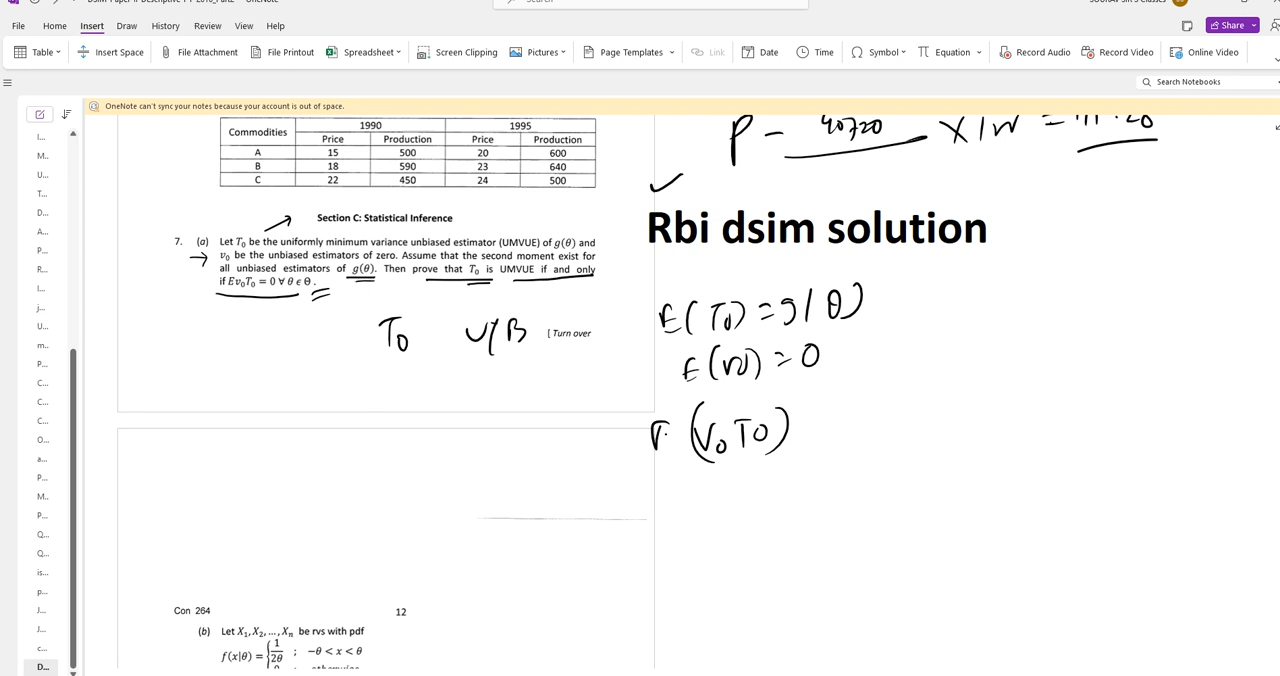 File Home Insert Draw History Review View Help
Share
Table Insert Space File Attachment File Printout Spreadsheet Screen Clipping Pictures Page Templates Link Date Time Symbol Equation Record Audio Record Video Online Video
Search Notebooks
OneNote can't sync your notes because your account is out of space.
Commodities 1990 1995
Price Production Price Production
A 15 500 20 600
B 18 590 23 640
C 22 450 24 500
Section C: Statistical Inference
7. (a) Let T₀ be the uniformly minimum variance unbiased estimator (UMVUE) of g(θ) and
v₀ be the unbiased estimators of zero. Assume that the second moment exist for
all unbiased estimators of g(θ). Then prove that T₀ is UMVUE if and only
if Ev₀T₀ = 0 ∀ θ ϵ Θ .
T₀ U/B
[ Turn over
Con 264 12
(b) Let X₁, X₂, ..., Xₙ be rvs with pdf
f(x|θ) = { 1/2θ ; −θ < x < θ
I...
M..
U...
T...
D...
A...
P...
R...
I...
j...
U...
m..
P...
C...
C...
C...
O...
a...
P...
M...
P...
Q...
Q...
is...
p...
J...
J...
c...
D...
P - 40720
Rbi dsim solution
E(T₀) = g(θ)
= 0
(V₀T0)